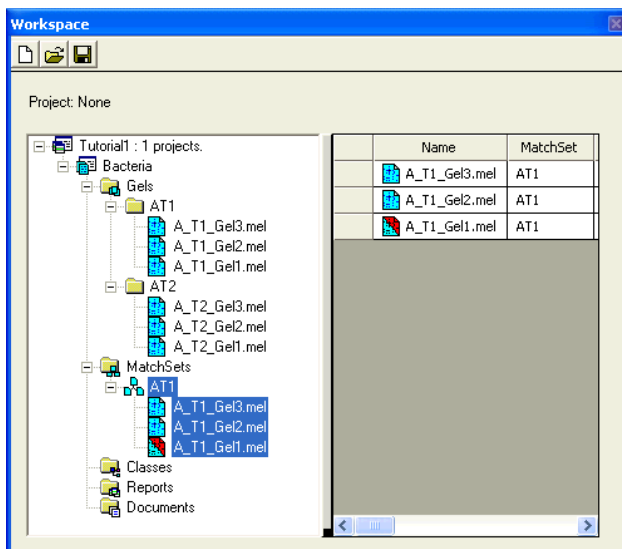 Workspace
Project: None
Tutorial1 : 1 projects.
Bacteria
Gels
AT1
A_T1_Gel3.mel
A_T1_Gel2.mel
A_T1_Gel1.mel
AT2
A_T2_Gel3.mel
A_T2_Gel2.mel
A_T2_Gel1.mel
MatchSets
AT1
A_T1_Gel3.mel
A_T1_Gel2.mel
A_T1_Gel1.mel
Classes
Reports
Documents
Name MatchSet
A_T1_Gel3.mel AT1
A_T1_Gel2.mel AT1
A_T1_Gel1.mel AT1